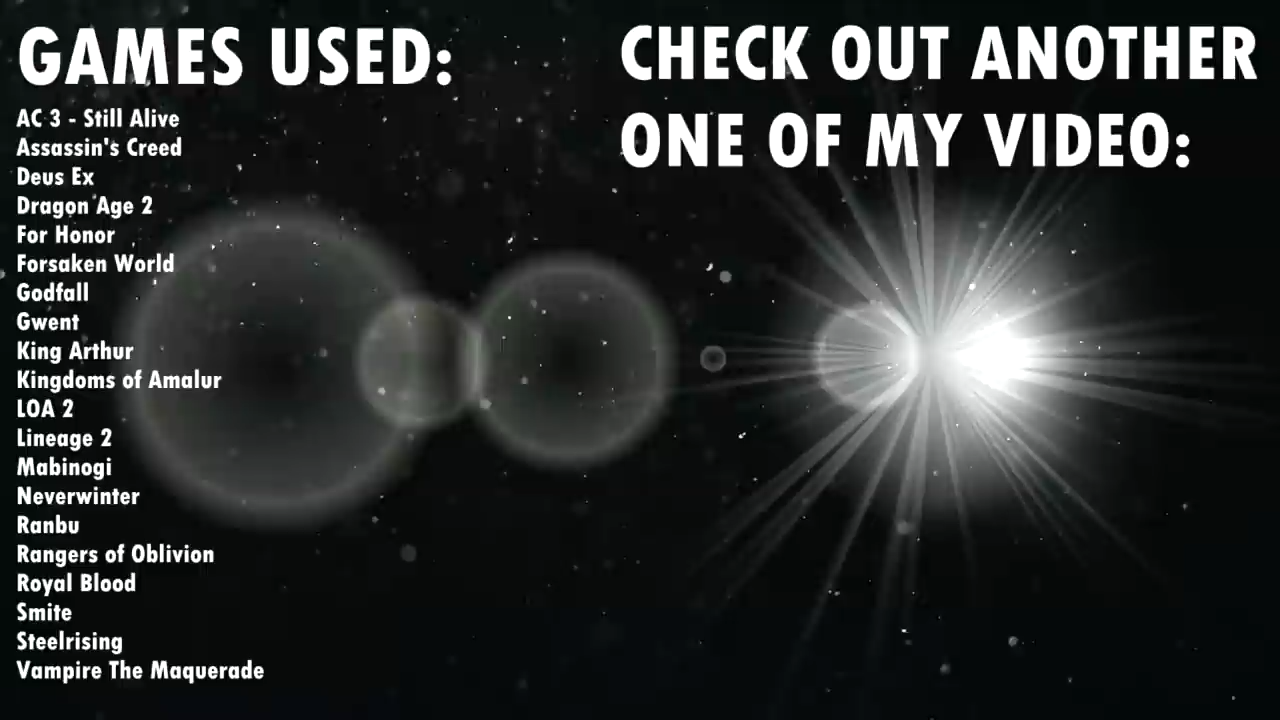 GAMES USED:
AC 3 - Still Alive
Assassin's Creed
Deus Ex
Dragon Age 2
For Honor
Forsaken World
Godfall
Gwent
King Arthur
Kingdoms of Amalur
LOA 2
Lineage 2
Mabinogi
Neverwinter
Ranbu
Rangers of Oblivion
Royal Blood
Smite
Steelrising
Vampire The Maquerade
CHECK OUT ANOTHER
ONE OF MY VIDEO: